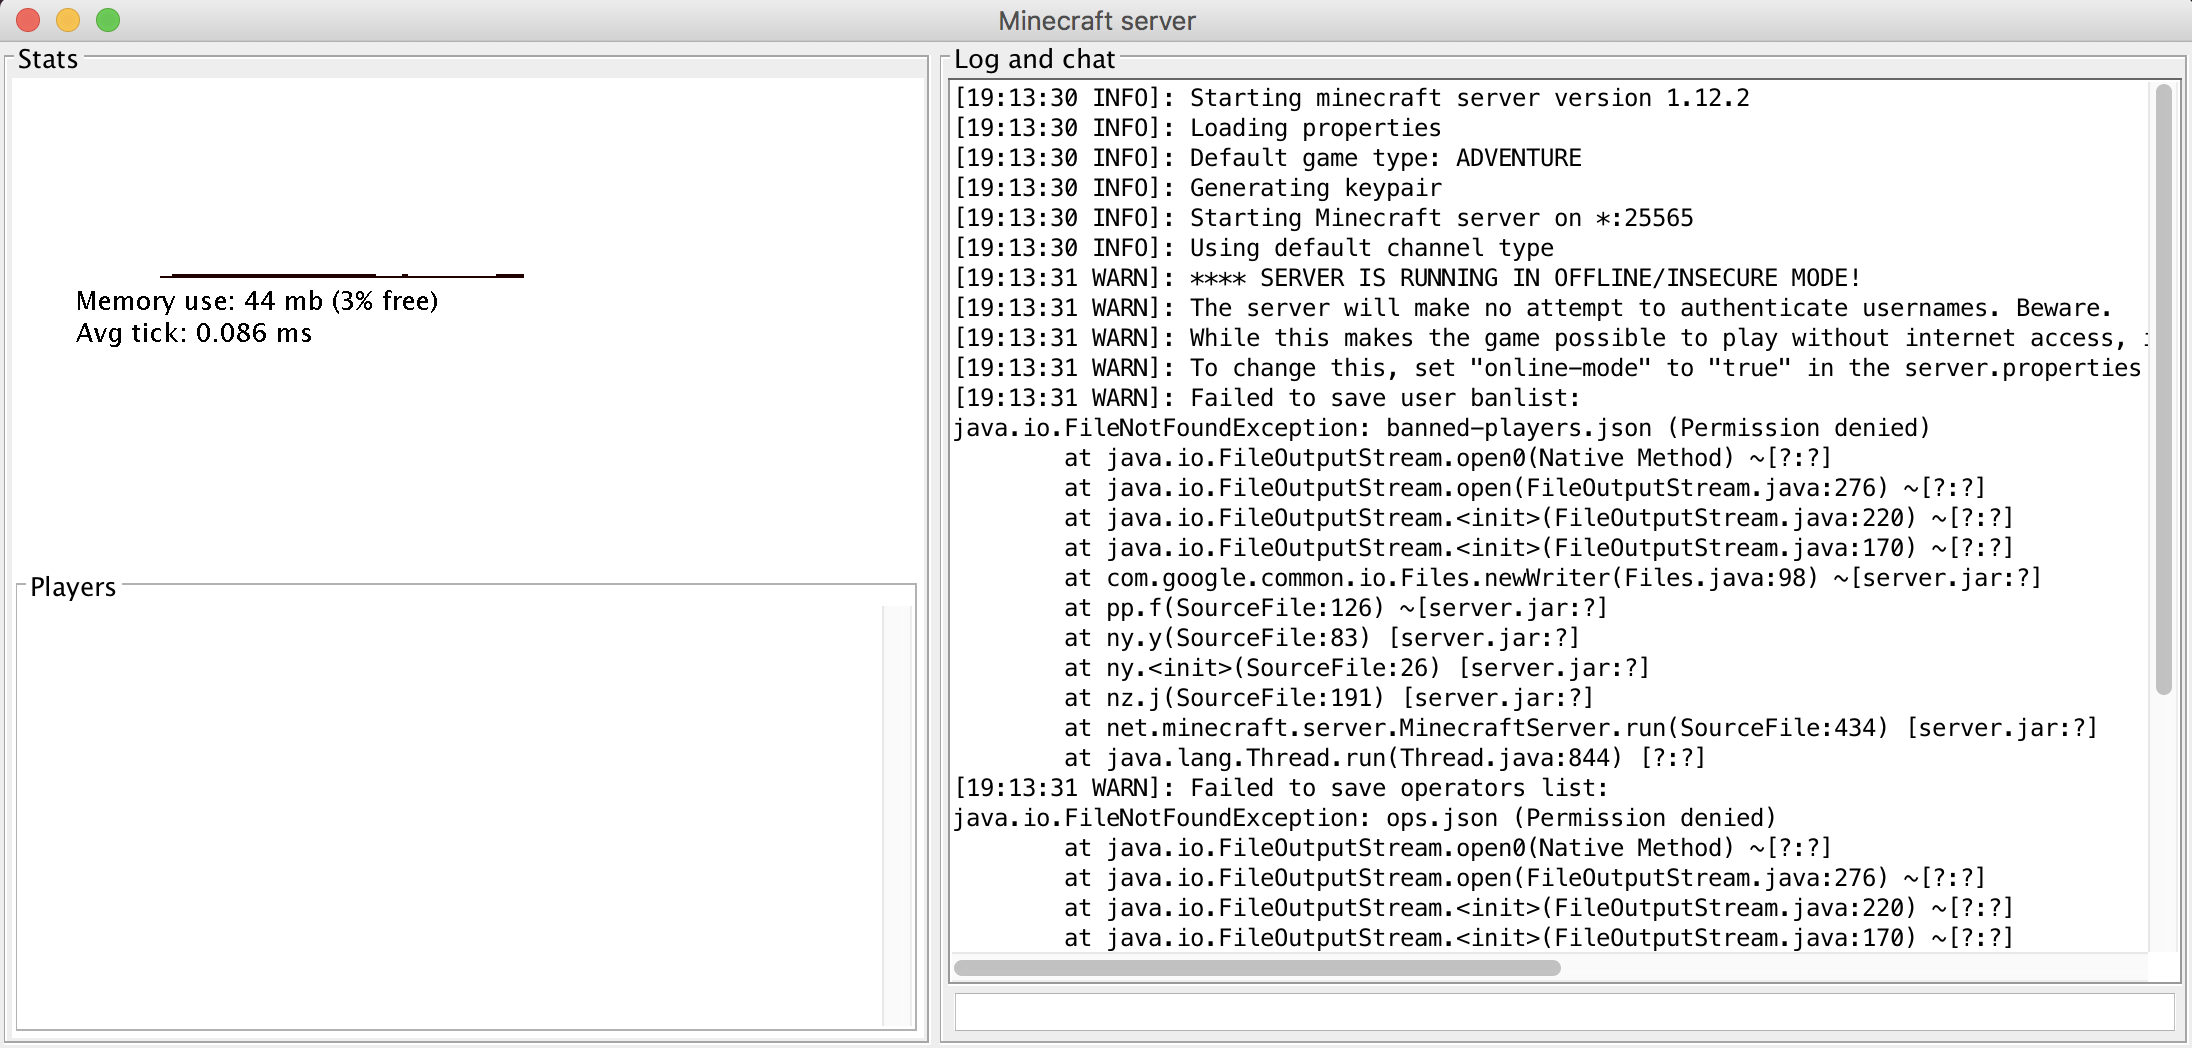 Minecraft server
Stats
Memory use: 44 mb (3% free)
Avg tick: 0.086 ms
Players
Log and chat
[19:13:30 INFO]: Starting minecraft server version 1.12.2
[19:13:30 INFO]: Loading properties
[19:13:30 INFO]: Default game type: ADVENTURE
[19:13:30 INFO]: Generating keypair
[19:13:30 INFO]: Starting Minecraft server on *:25565
[19:13:30 INFO]: Using default channel type
[19:13:31 WARN]: **** SERVER IS RUNNING IN OFFLINE/INSECURE MODE!
[19:13:31 WARN]: The server will make no attempt to authenticate usernames. Beware.
[19:13:31 WARN]: While this makes the game possible to play without internet access,
[19:13:31 WARN]: To change this, set "online-mode" to "true" in the server.properties
[19:13:31 WARN]: Failed to save user banlist:
java.io.FileNotFoundException: banned-players.json (Permission denied)
at java.io.FileOutputStream.open0(Native Method) ~[?:?]
at java.io.FileOutputStream.open(FileOutputStream.java:276) ~[?:?]
at java.io.FileOutputStream.<init>(FileOutputStream.java:220) ~[?:?]
at java.io.FileOutputStream.<init>(FileOutputStream.java:170) ~[?:?]
at com.google.common.io.Files.newWriter(Files.java:98) ~[server.jar:?]
at pp.f(SourceFile:126) ~[server.jar:?]
at ny.y(SourceFile:83) [server.jar:?]
at ny.<init>(SourceFile:26) [server.jar:?]
at nz.j(SourceFile:191) [server.jar:?]
at net.minecraft.server.MinecraftServer.run(SourceFile:434) [server.jar:?]
at java.lang.Thread.run(Thread.java:844) [?:?]
[19:13:31 WARN]: Failed to save operators list:
java.io.FileNotFoundException: ops.json (Permission denied)
at java.io.FileOutputStream.open0(Native Method) ~[?:?]
at java.io.FileOutputStream.open(FileOutputStream.java:276) ~[?:?]
at java.io.FileOutputStream.<init>(FileOutputStream.java:220) ~[?:?]
at java.io.FileOutputStream.<init>(FileOutputStream.java:170) ~[?:?]